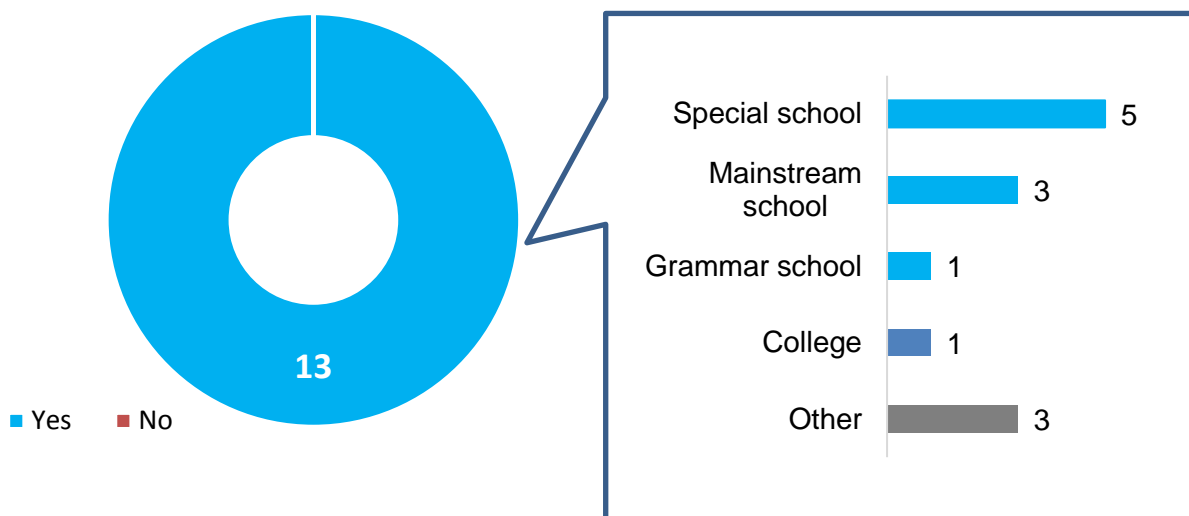 13
Yes
No
Special school
5
Mainstream
school
3
Grammar school
1
College
1
Other
3